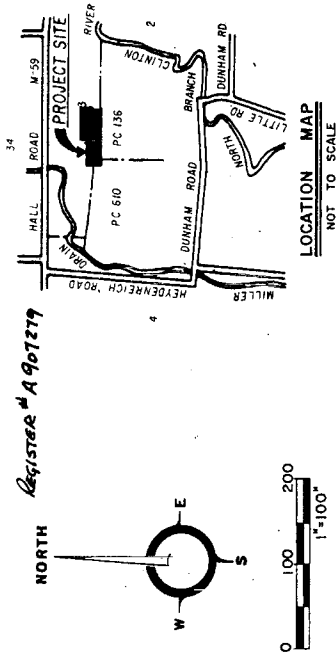 REGISTER # A 907279
NORTH
W
E
S
0 100 200
1"=100"
34
HALL ROAD M-59
PROJECT SITE
3
2
RIVER
CLINTON
BRANCH
NORTH
DRAIN
MILLER
PC 610
PC 136
HEYDENREICH ROAD
4
DUNHAM ROAD
DUNHAM RD
LITTLE RD
LOCATION MAP
NOT TO SCALE